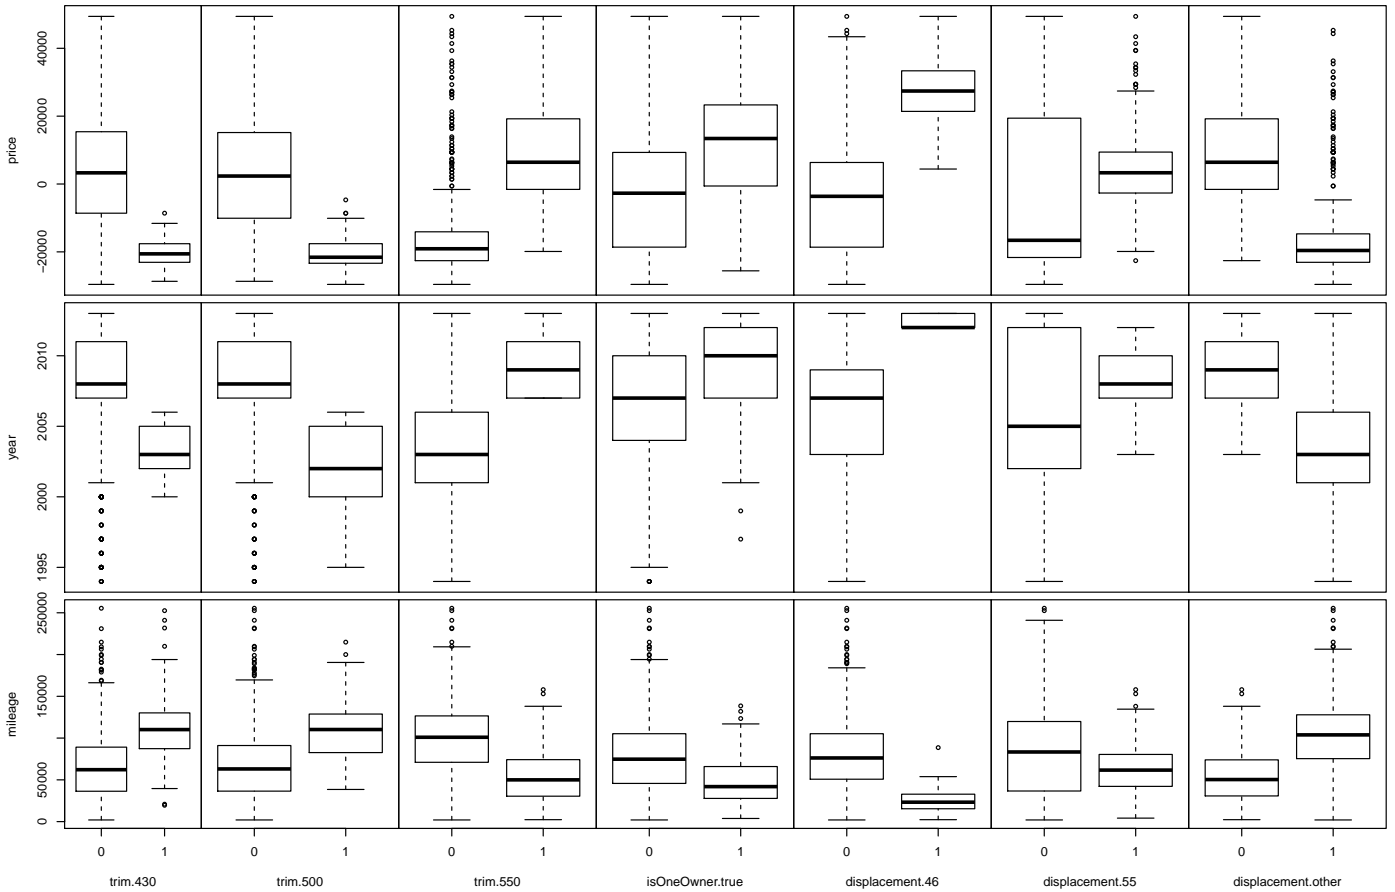 price
40000
20000
0
−20000
year
2010
2005
2000
1995
mileage
250000
150000
50000
0
0 1 0 1 0 1 0 1 0 1 0 1 0 1
trim.430 trim.500 trim.550 isOneOwner.true displacement.46 displacement.55 displacement.other